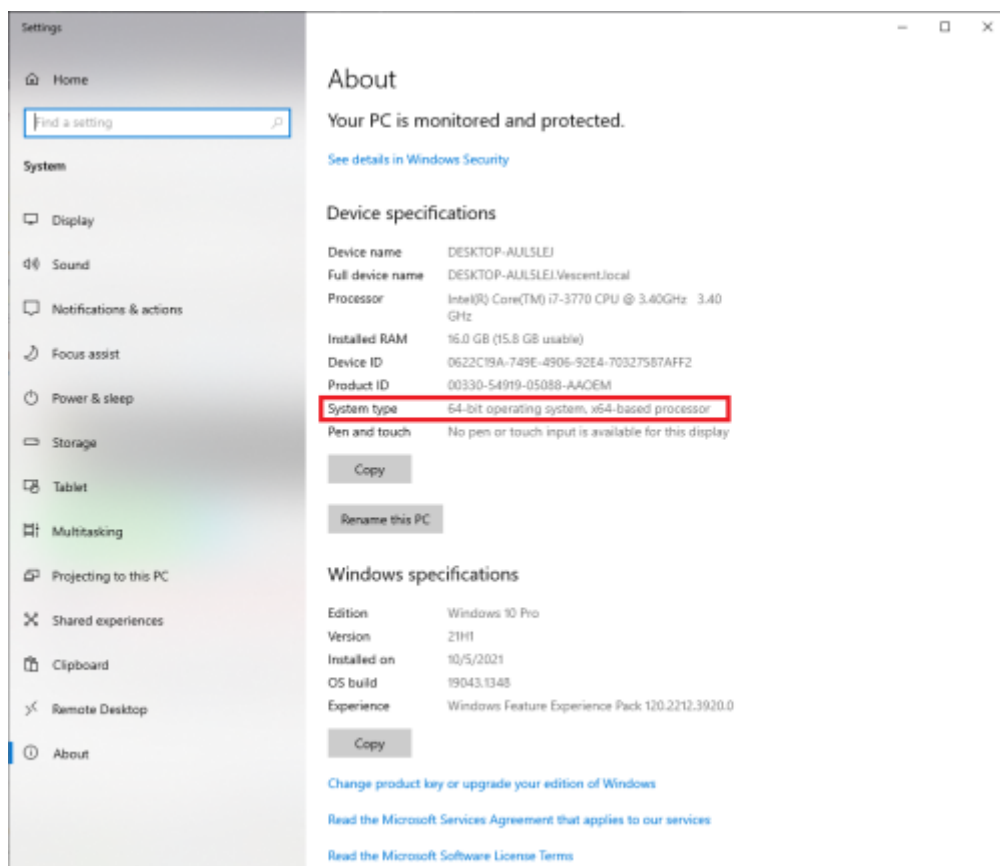 Settings
Home
Find a setting
System
Display
Sound
Notifications & actions
Focus assist
Power & sleep
Storage
Tablet
Multitasking
Projecting to this PC
Shared experiences
Clipboard
Remote Desktop
About
About
Your PC is monitored and protected.
See details in Windows Security
Device specifications
Device name DESKTOP-AUL5LEJ
Full device name DESKTOP-AUL5LEJ.Vescent.local
Processor Intel(R) Core(TM) i7-3770 CPU @ 3.40GHz 3.40
GHz
Installed RAM 16.0 GB (15.8 GB usable)
Device ID 0622C19A-749E-4906-92E4-70327587AFF2
Product ID 00330-54919-05088-AAOEM
System type 64-bit operating system, x64-based processor
Pen and touch No pen or touch input is available for this display
Copy
Rename this PC
Windows specifications
Edition Windows 10 Pro
Version 21H1
Installed on 10/5/2021
OS build 19043.1348
Experience Windows Feature Experience Pack 120.2212.3920.0
Copy
Change product key or upgrade your edition of Windows
Read the Microsoft Services Agreement that applies to our services
Read the Microsoft Software License Terms